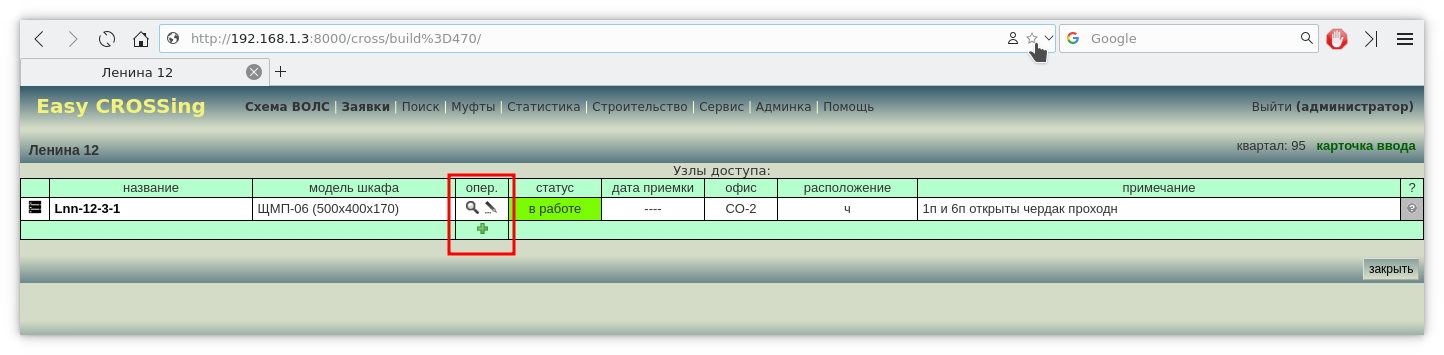 http://192.168.1.3:8000/cross/build%3D470/ Google
Ленина 12
Easy CROSSing Схема ВОЛС | Заявки | Поиск | Муфты | Статистика | Строительство | Сервис | Админка | Помощь Выйти (администратор)
Ленина 12 квартал: 95 карточка ввода
Узлы доступа:
название модель шкафа опер. статус дата приемки офис расположение примечание ?
Lnn-12-3-1 ЩМП-06 (500x400x170) в работе ---- СО-2 ч 1п и 6п открыты чердак проходн
закрыть